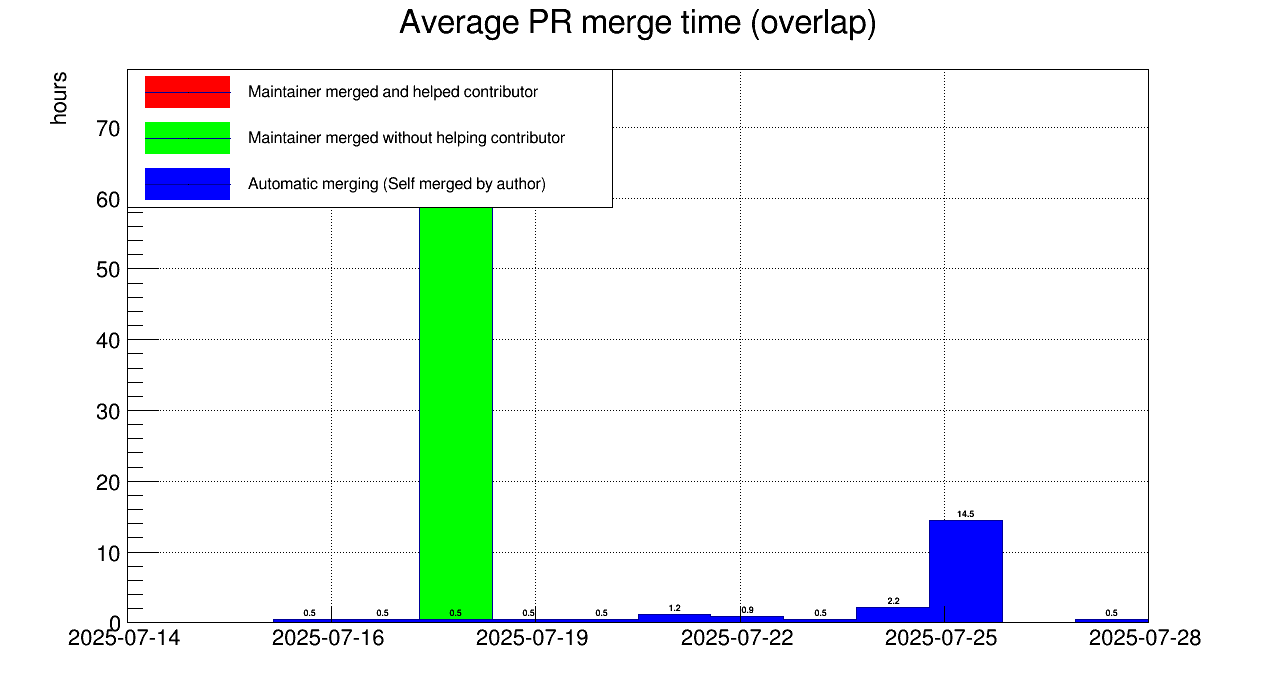 Average PR merge time (overlap)
hours
Maintainer merged and helped contributor
Maintainer merged without helping contributor
Automatic merging (Self merged by author)
70
60
50
40
30
20
10
0
14.5
2.2
1.2
0.5 0.5 0.5 0.5 0.5 0.9 0.5 0.5
2025-07-14 2025-07-16 2025-07-19 2025-07-22 2025-07-25 2025-07-28